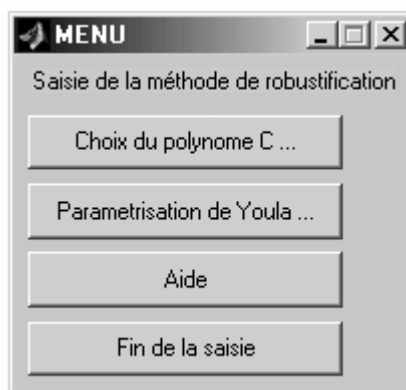 MENU
Saisie de la méthode de robustification
Choix du polynome C ...
Parametrisation de Youla ...
Aide
Fin de la saisie